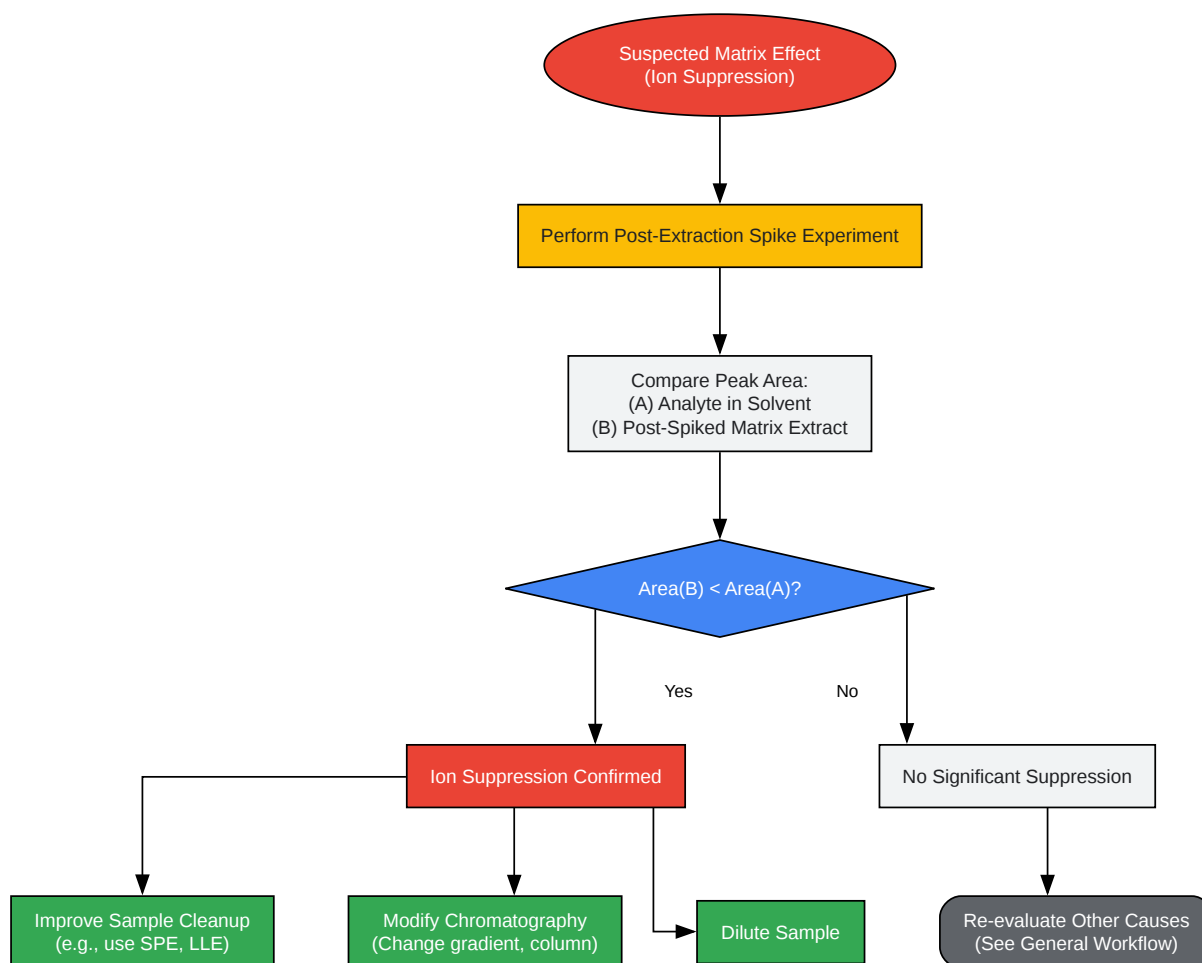 Suspected Matrix Effect
(Ion Suppression)
Perform Post-Extraction Spike Experiment
Compare Peak Area:
(A) Analyte in Solvent
(B) Post-Spiked Matrix Extract
Area(B) < Area(A)?
Yes
No
Ion Suppression Confirmed
No Significant Suppression
Improve Sample Cleanup
(e.g., use SPE, LLE)
Modify Chromatography
(Change gradient, column)
Dilute Sample
Re-evaluate Other Causes
(See General Workflow)